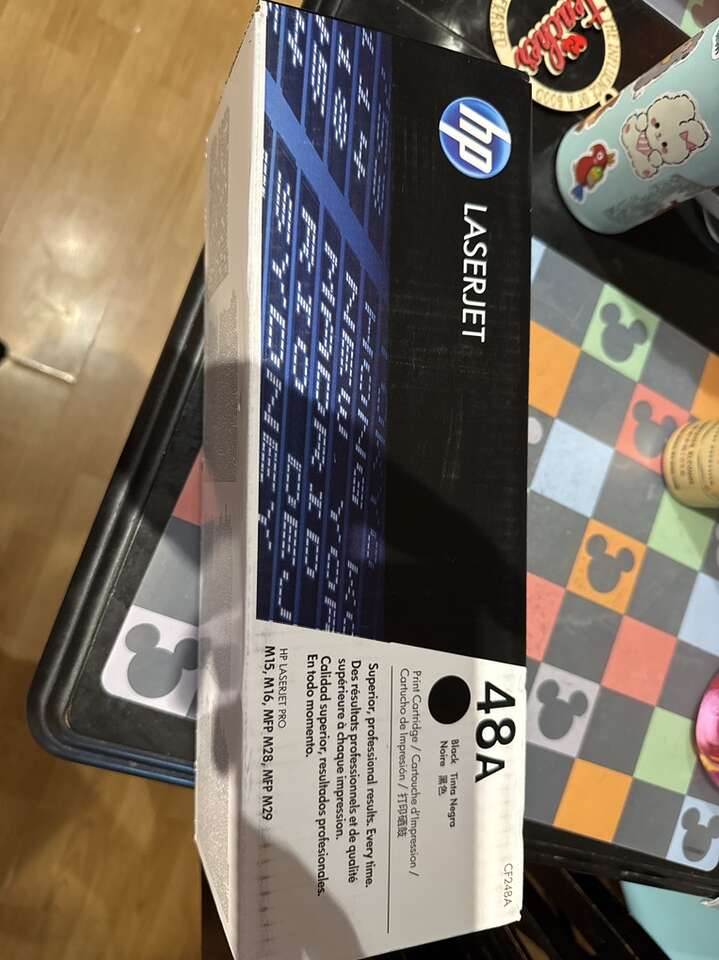 hp
LASERJET
48A
CF248A
Black Tinta Negra
Noire 黑色
Print Cartridge / Cartouche d'Impression /
Cartucho de Impresión / 打印硒鼓
Superior, professional results. Every time.
Des résultats professionnels et de qualité
supérieure à chaque impression.
Calidad superior, resultados profesionales.
En todo momento.
HP LASERJET PRO
M15, M16, MFP M28, MFP M29
Teacher